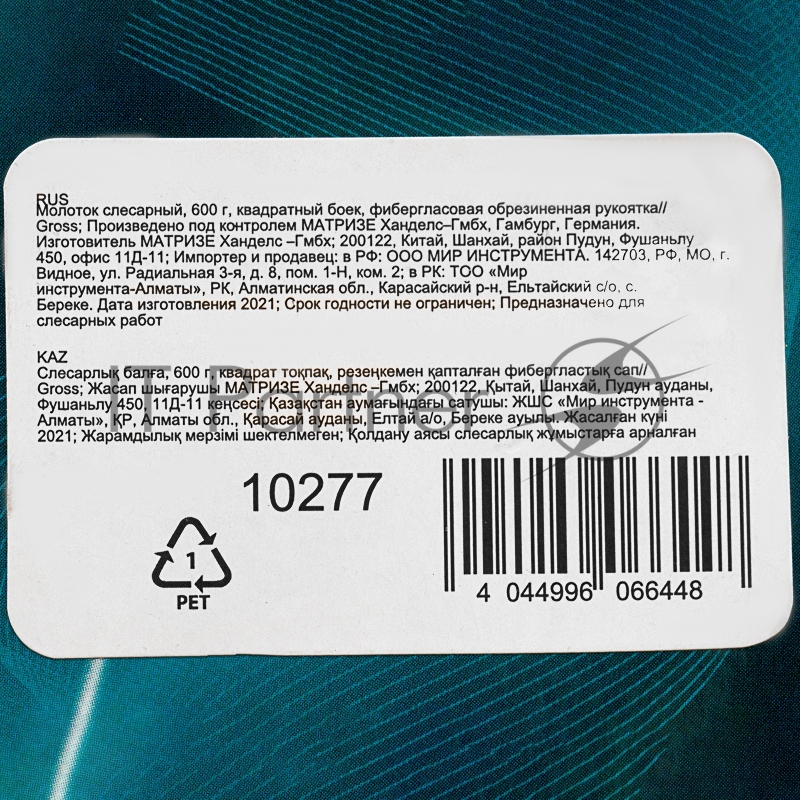 RUS
Молоток слесарный, 600 г, квадратный боек, фибергласовая обрезиненная рукоятка//
Gross; Произведено под контролем МАТРИЗЕ Ханделс–Гмбх, Гамбург, Германия.
Изготовитель МАТРИЗЕ Ханделс –Гмбх; 200122, Китай, Шанхай, район Пудун, Фушаньлу
450, офис 11Д-11; Импортер и продавец: в РФ: ООО МИР ИНСТРУМЕНТА. 142703, РФ, МО, г.
Видное, ул. Радиальная 3-я, д. 8, пом. 1-Н, ком. 2; в РК: ТОО «Мир
инструмента-Алматы», РК, Алматинская обл., Карасайский р-н, Ельтайский с/о, с.
Береке. Дата изготовления 2021; Срок годности не ограничен; Предназначено для
слесарных работ
KAZ
Слесарлық балға, 600 г, квадрат тоқпақ, резеңкемен қапталған фибергластық сап//
Gross; Жасап шығарушы МАТРИЗЕ Ханделс –Гмбх; 200122, Қытай, Шанхай, Пудун ауданы,
Фушаньлу 450, 11Д-11 кеңсесі; Қазақстан аумағындағы сатушы: ЖШС «Мир инструмента -
Алматы», ҚР, Алматы обл., Қарасай ауданы, Елтай а/о, Береке ауылы. Жасалған күні
2021; Жарамдылық мерзімі шектелмеген; Қолдану аясы слесарлық жұмыстарға арналған
IT Partner
10277
1
PET
4 044996 066448